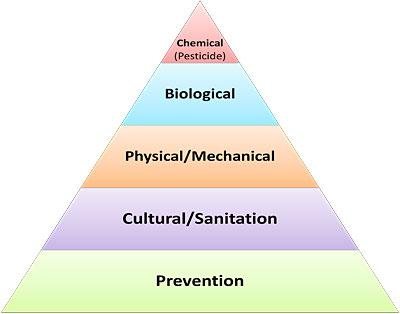 Chemical
(Pesticide)
Biological
Physical/Mechanical
Cultural/Sanitation
Prevention